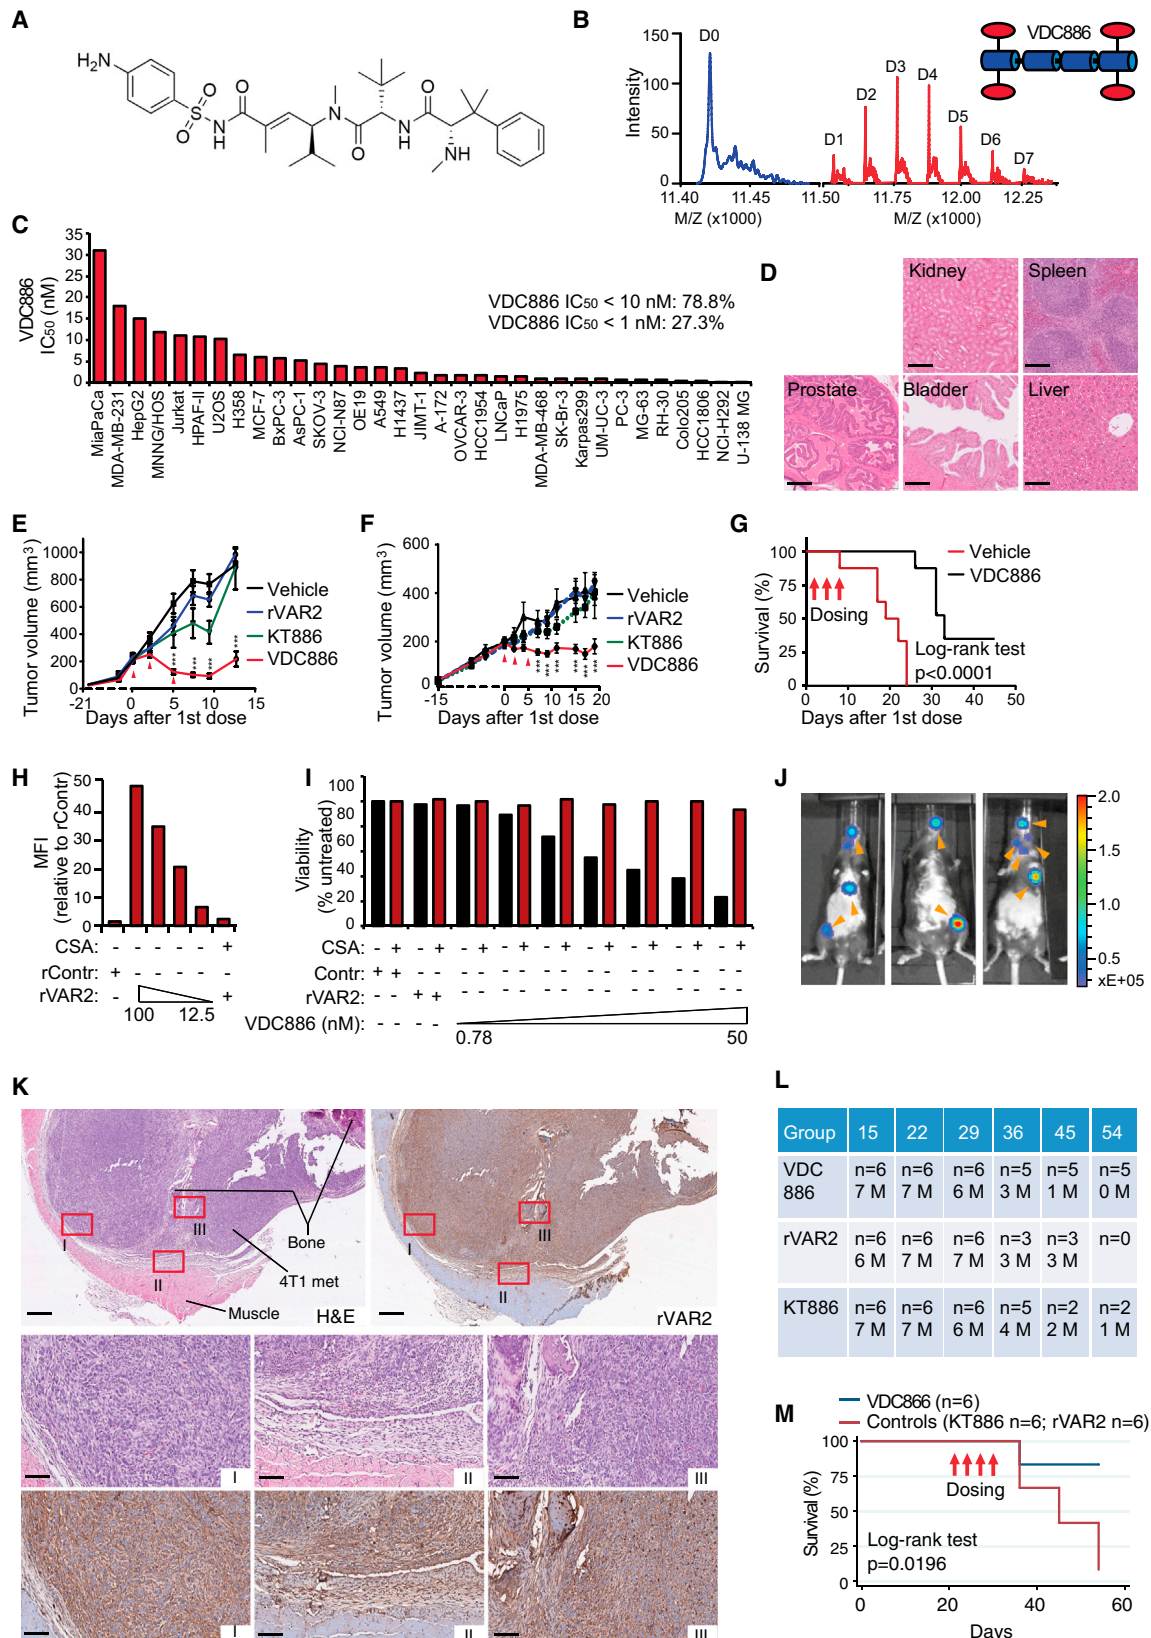 A
H2N
O
S
O
NH
O
N
O
N
H
O
NH
B
VDC886
Intensity
150
100
50
0
D0
D1
D2
D3
D4
D5
D6
D7
11.40
11.45
11.50
11.75
12.00
12.25
M/Z (x1000)
M/Z (x1000)
C
VDC886
IC50 (nM)
35
30
25
20
15
10
5
0
VDC886 IC50 < 10 nM: 78.8%
VDC886 IC50 < 1 nM: 27.3%
MiaPaCa
MDA-MB-231
HepG2
MNNG/HOS
Jurkat
HPAF-II
U2OS
H358
MCF-7
BxPC-3
AsPC-1
SKOV-3
NCI-N87
OE19
A549
H1437
JIMT-1
A-172
OVCAR-3
HCC1954
LNCaP
H1975
MDA-MB-468
SK-Br-3
Karpas299
UM-UC-3
PC-3
MG-63
RH-30
Colo205
HCC1806
NCI-H292
U-138 MG
D
Kidney
Spleen
Prostate
Bladder
Liver
E
Tumor volume (mm3)
1000
800
600
400
200
0
-21
0
5
10
15
Days after 1st dose
Vehicle
rVAR2
KT886
VDC886
*** *** *** ***
F
Tumor volume (mm3)
600
400
200
0
-15
0
5
10
15
19
20
Days after 1st dose
Vehicle
rVAR2
KT886
VDC886
*** *** *** *** *** ***
G
Survival (%)
100
75
50
25
0
0 10 20 30 40 50
Days after 1st dose
Vehicle
VDC886
Dosing
Log-rank test
p<0.0001
H
MFI
(relative to rContr)
50
40
30
20
10
0
CSA: - - - - - +
rContr: + - - - - -
rVAR2: - +
100 12.5
I
Viability
(% untreated)
100
80
60
40
20
0
CSA: - + - + - + - + - + - + - + - + - +
Contr: + + - - - - - - - - - - - - - - - -
rVAR2: - - + + - - - - - - - - - - - - - -
VDC886 (nM): - - - -
0.78 50
J
2.0
1.5
1.0
0.5
xE+05
K
I
II
III
Bone
4T1 met
Muscle
H&E
I
II
III
rVAR2
I
II
III
I
II
III
L
Group 15 22 29 36 45 54
VDC 886 n=6 7 M n=6 7 M n=6 6 M n=5 3 M n=5 1 M n=5 0 M
rVAR2 n=6 6 M n=6 7 M n=6 7 M n=3 3 M n=3 3 M n=0
KT886 n=6 7 M n=6 7 M n=6 6 M n=5 4 M n=2 2 M n=2 1 M
M
VDC866 (n=6)
Controls (KT886 n=6; rVAR2 n=6)
Survival (%)
100
75
50
25
0
Dosing
Log-rank test
p=0.0196
0 20 40 60
Days